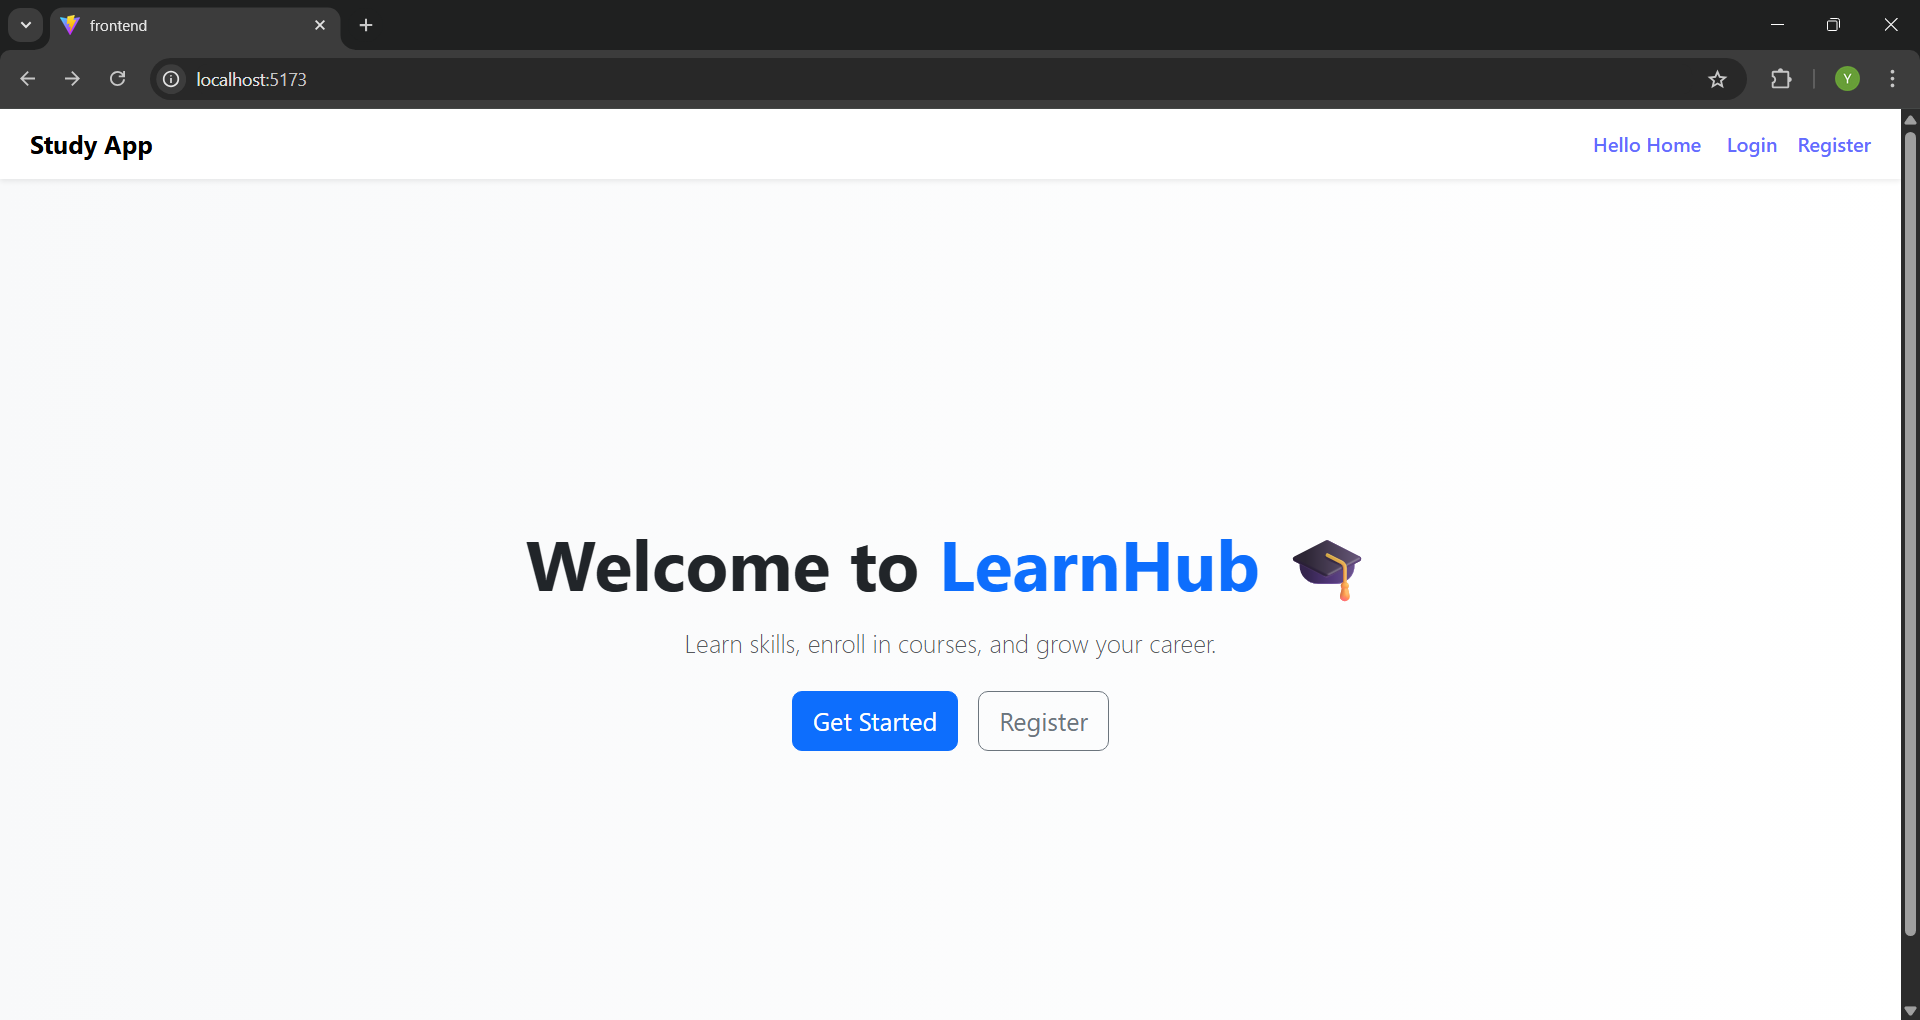 frontend
localhost:5173
Y
Study App
Hello Home Login Register
Welcome to LearnHub
Learn skills, enroll in courses, and grow your career.
Get Started Register